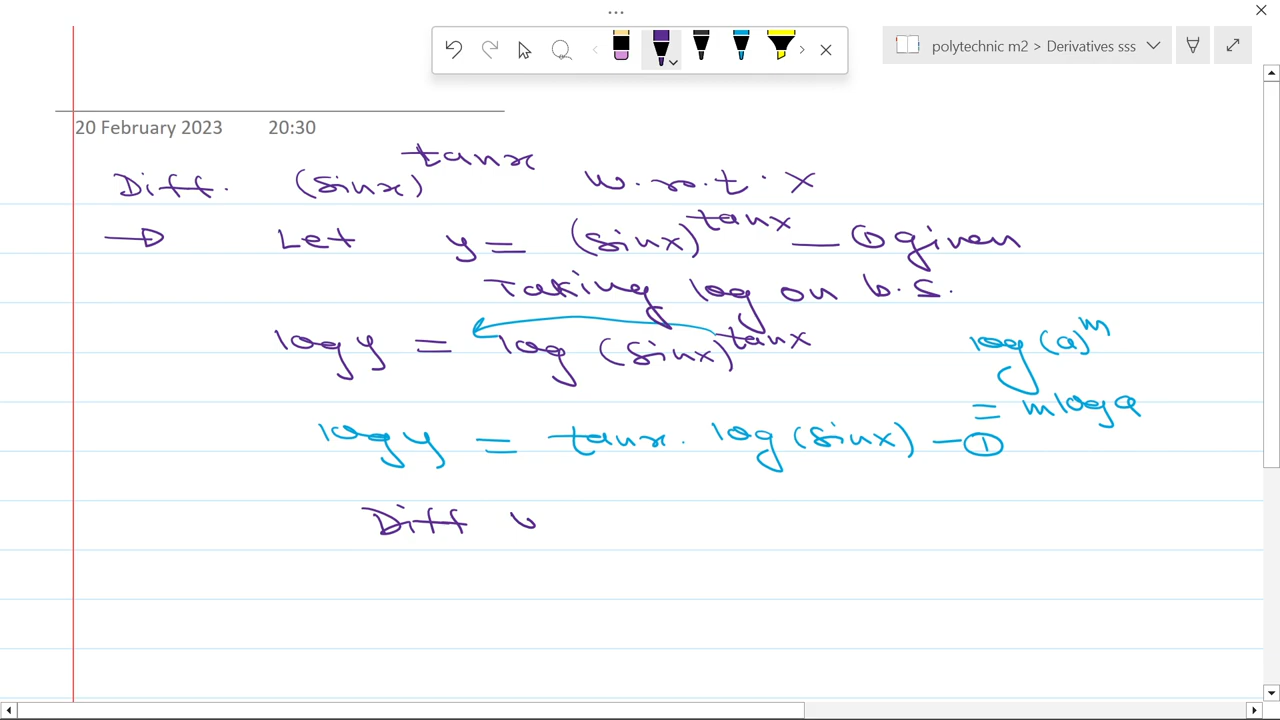 polytechnic m2 > Derivatives sss
20 February 2023 20:30
Diff. (sinx)^tanx w.r.t. x
→ Let y = (sinx)^tanx — ① given
Taking log on b.s.
log y = log (sinx)^tanx
log (a)^m
= m log a
log y = tanx. log (sinx) — ①
Diff w